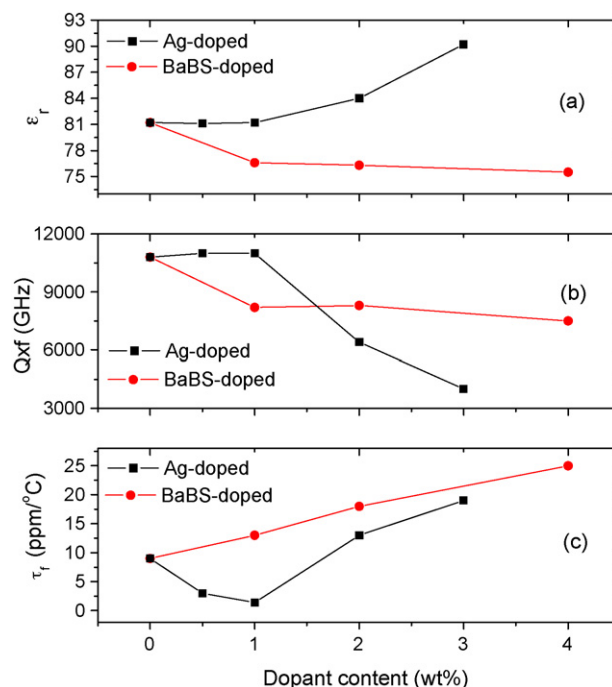 93
90
87
84
81
78
75
εr
Ag-doped
BaBS-doped
(a)
12000
9000
6000
3000
Qxf (GHz)
Ag-doped
BaBS-doped
(b)
25
20
15
10
5
0
τf (ppm/°C)
Ag-doped
BaBS-doped
(c)
0 1 2 3 4
Dopant content (wt%)